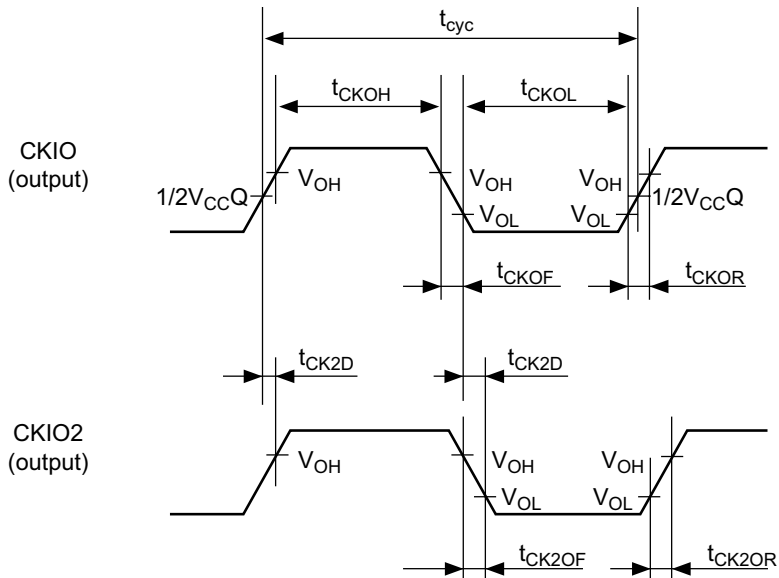 tcyc
tCKOH
tCKOL
CKIO
(output)
VOH
VOH
VOH
1/2VCCQ
1/2VCCQ
VOL
VOL
tCKOF
tCKOR
tCK2D
tCK2D
CKIO2
(output)
VOH
VOH
VOH
VOL
VOL
tCK2OF
tCK2OR